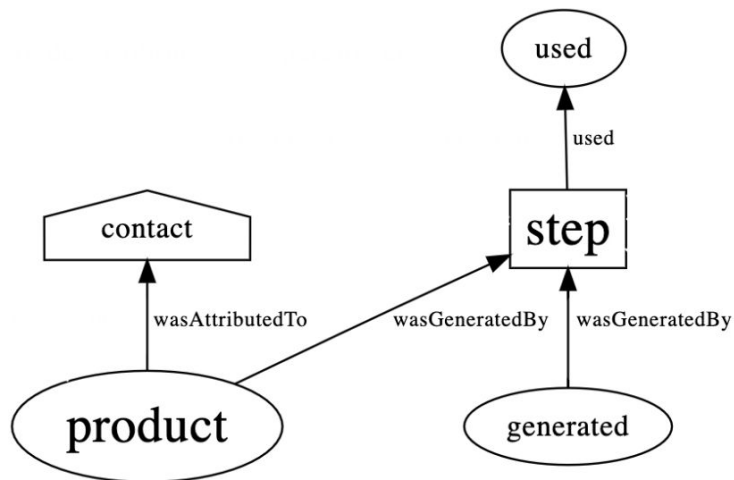 used
used
contact
step
wasAttributedTo
wasGeneratedBy
wasGeneratedBy
product
generated